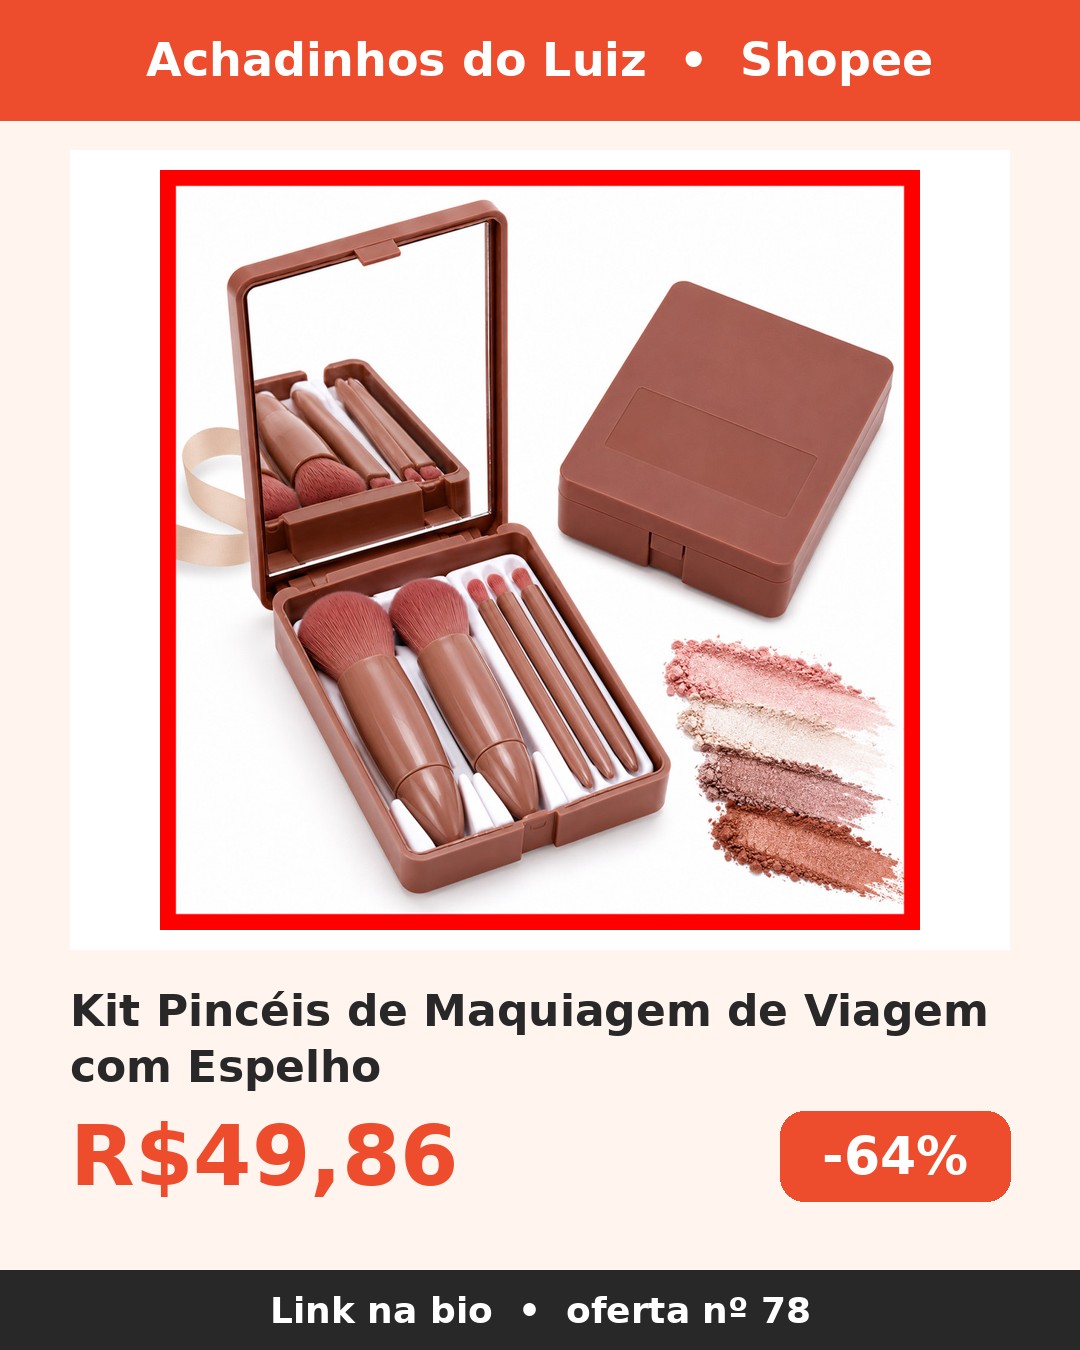 Achadinhos do Luiz • Shopee
Kit Pincéis de Maquiagem de Viagem
com Espelho
R$49,86
-64%
Link na bio • oferta nº 78